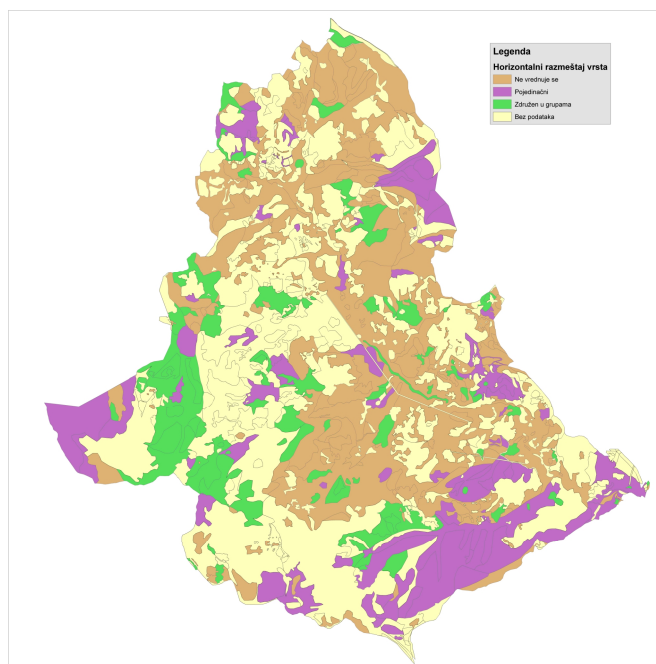 Legenda
Horizontalni razmeštaj vrsta
Ne vrednuje se
Pojedinačni
Združen u grupama
Bez podataka